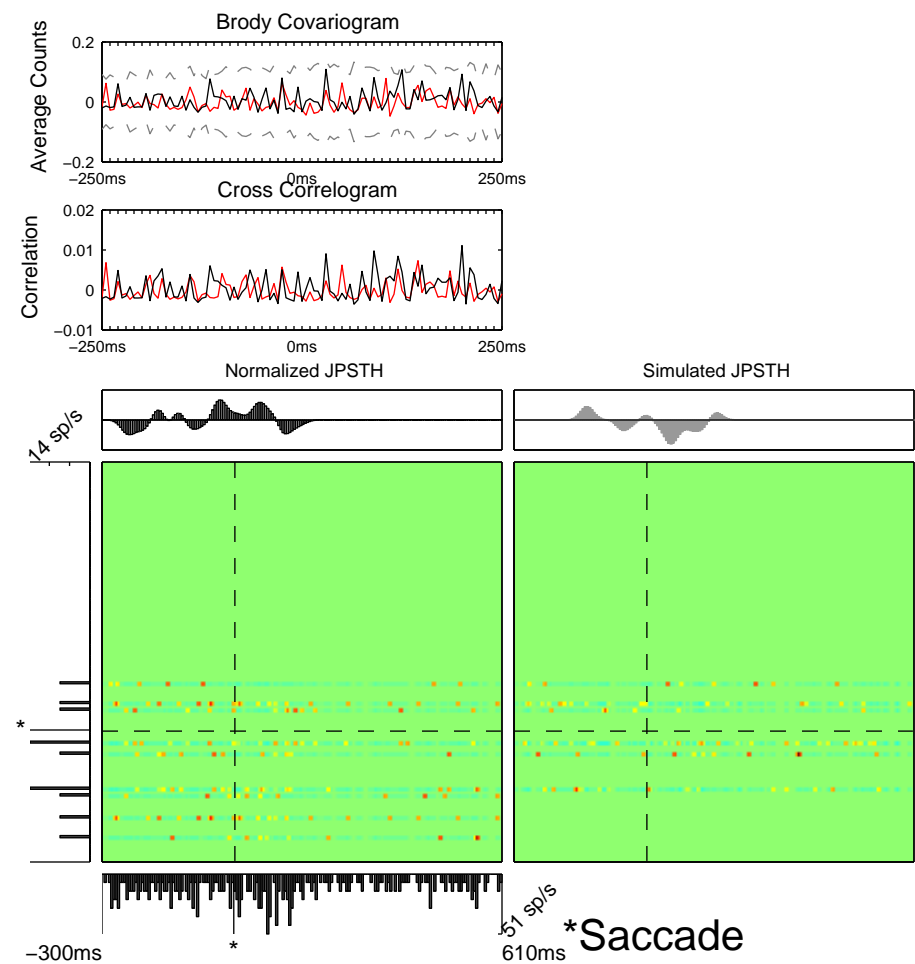 Brody Covariogram
Average Counts
0.2
0
−0.2
−250ms
0ms
250ms
Cross Correlogram
Correlation
0.02
0.01
0
−0.01
−250ms
0ms
250ms
Normalized JPSTH
Simulated JPSTH
14 sp/s
*
*
51 sp/s
*Saccade
−300ms
610ms